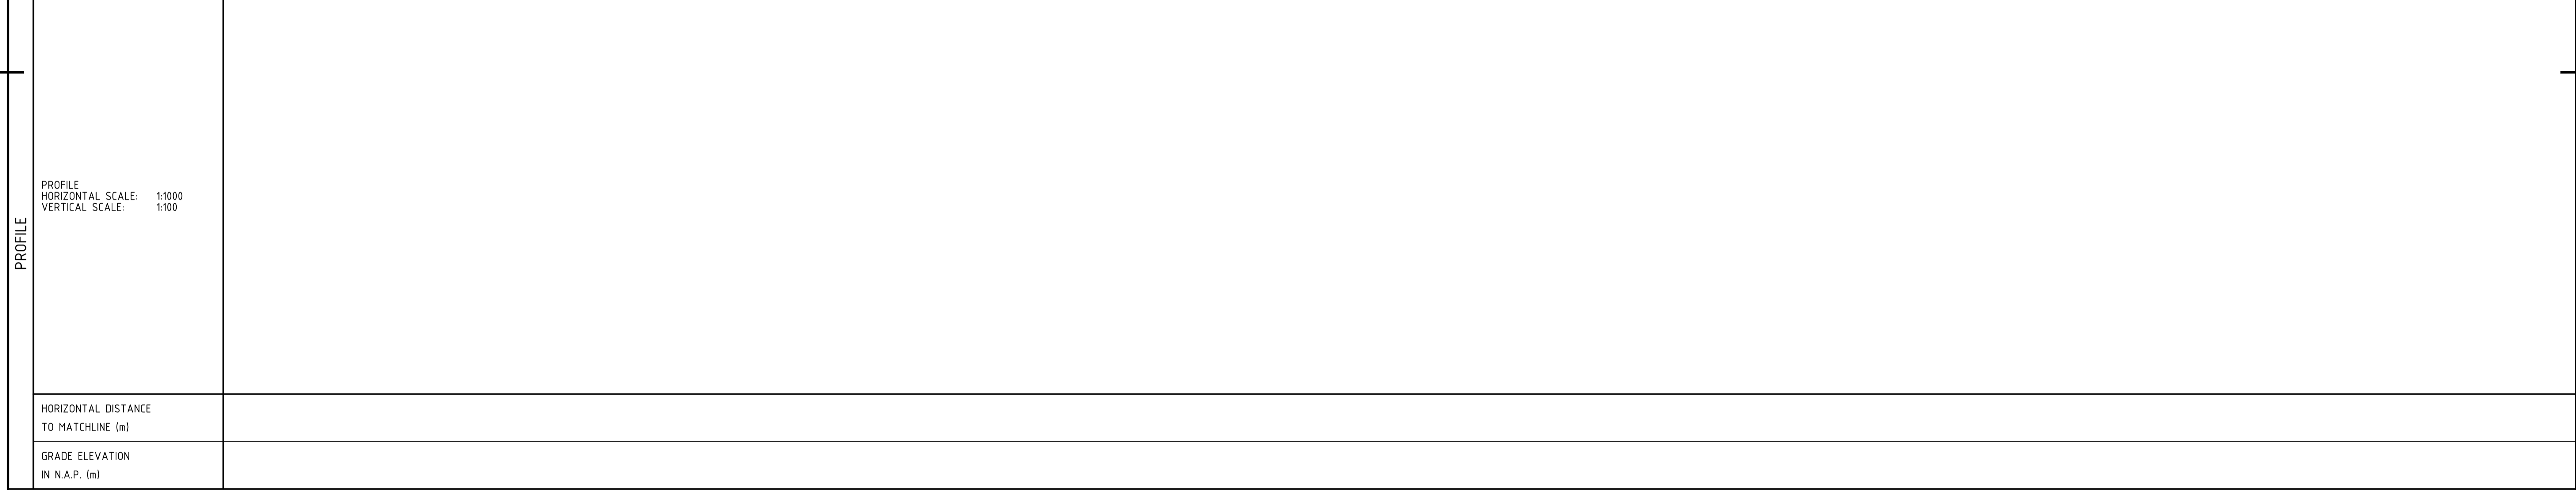 PROFILE
PROFILE
HORIZONTAL SCALE: 1:1000
VERTICAL SCALE: 1:100
HORIZONTAL DISTANCE
TO MATCHLINE (m)
GRADE ELEVATION
IN N.A.P. (m)